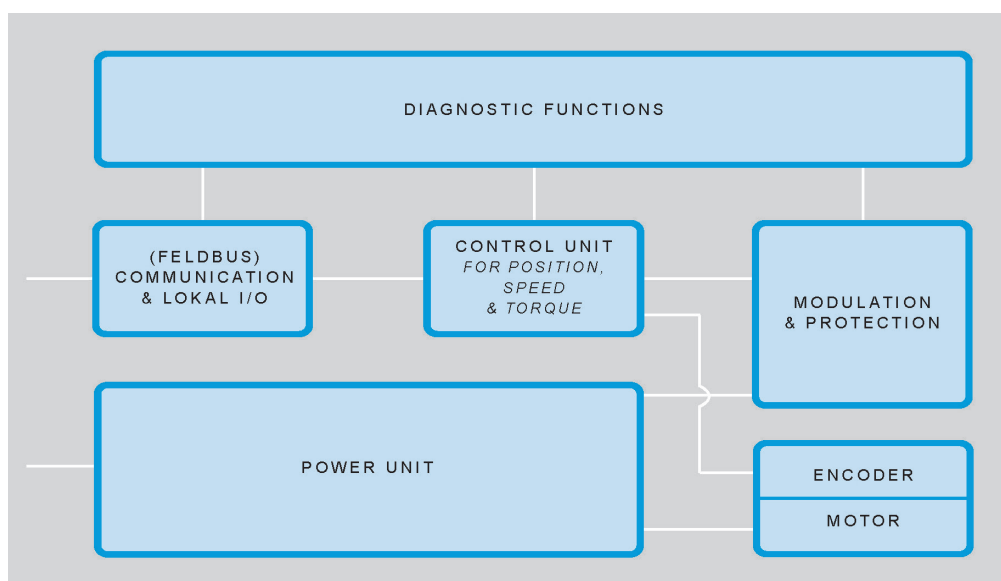 DIAGNOSTIC FUNCTIONS
(FELDBUS)
COMMUNICATION
& LOKAL I/O
CONTROL UNIT
FOR POSITION,
SPEED
& TORQUE
MODULATION
& PROTECTION
POWER UNIT
ENCODER
MOTOR